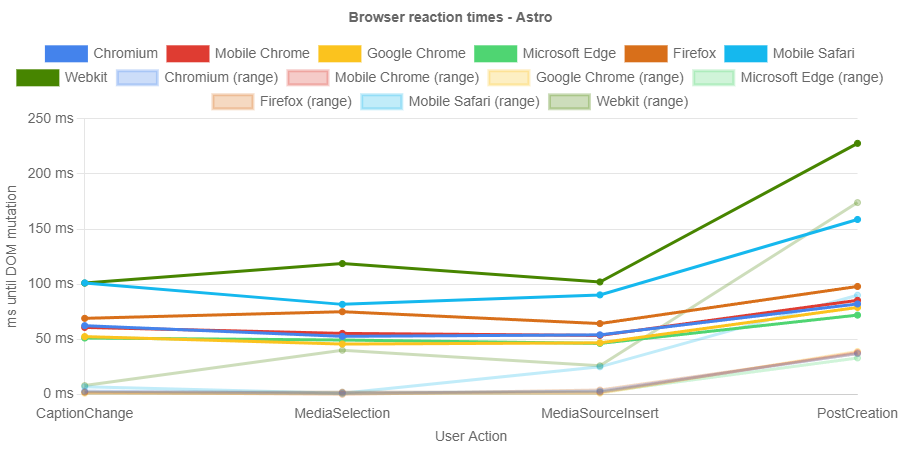 Browser reaction times - Astro
Chromium Mobile Chrome Google Chrome Microsoft Edge Firefox Mobile Safari
Webkit Chromium (range) Mobile Chrome (range) Google Chrome (range) Microsoft Edge (range)
Firefox (range) Mobile Safari (range) Webkit (range)
ms until DOM mutation
250 ms
200 ms
150 ms
100 ms
50 ms
0 ms
CaptionChange MediaSelection MediaSourceInsert PostCreation
User Action